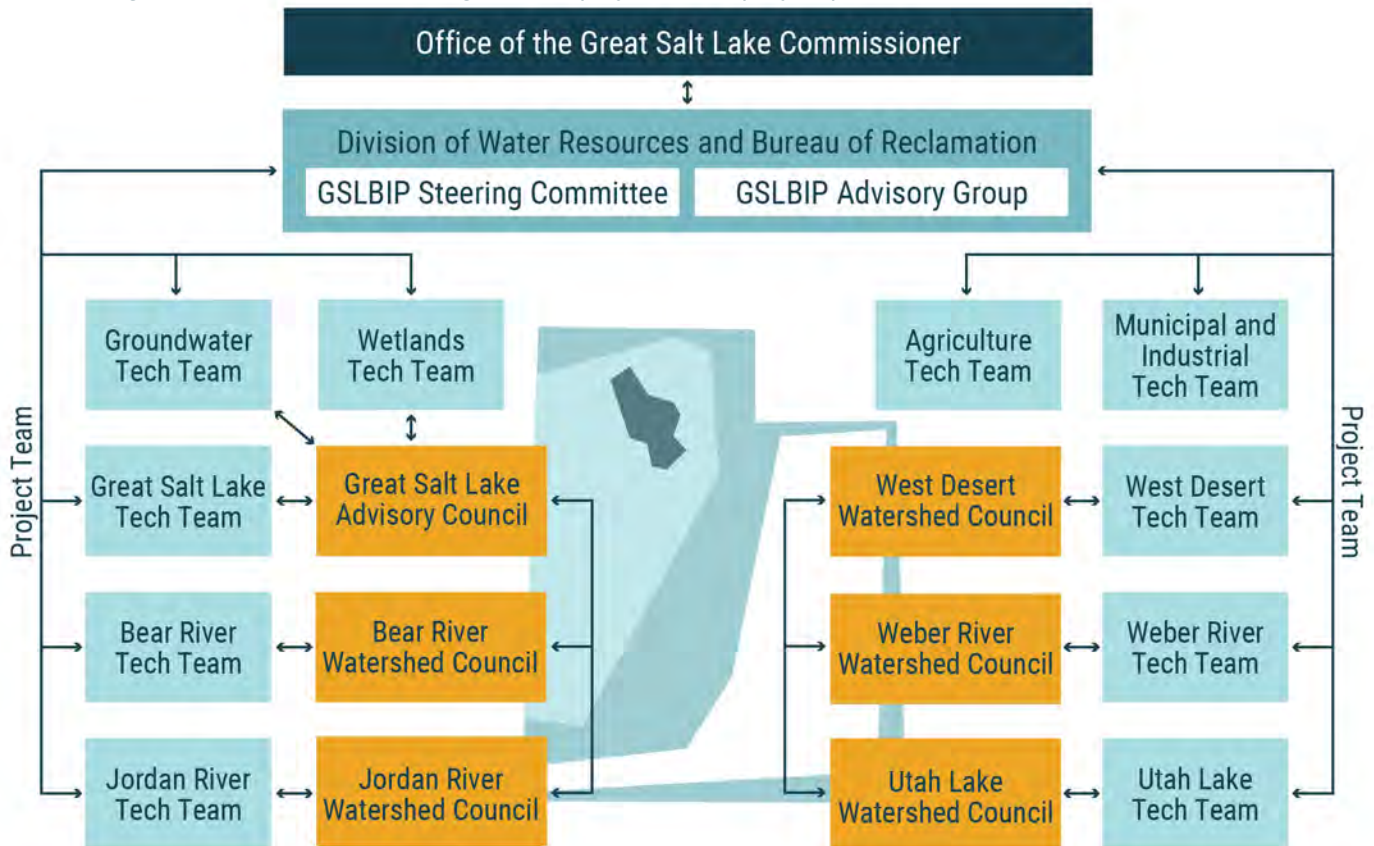 Office of the Great Salt Lake Commissioner
Division of Water Resources and Bureau of Reclamation
GSLBIP Steering Committee
GSLBIP Advisory Group
Groundwater
Tech Team
Wetlands
Tech Team
Agriculture
Tech Team
Municipal and
Industrial
Tech Team
Project Team
Project Team
Great Salt Lake
Tech Team
Great Salt Lake
Advisory Council
West Desert
Watershed Council
West Desert
Tech Team
Bear River
Tech Team
Bear River
Watershed Council
Weber River
Watershed Council
Weber River
Tech Team
Jordan River
Tech Team
Jordan River
Watershed Council
Utah Lake
Watershed Council
Utah Lake
Tech Team